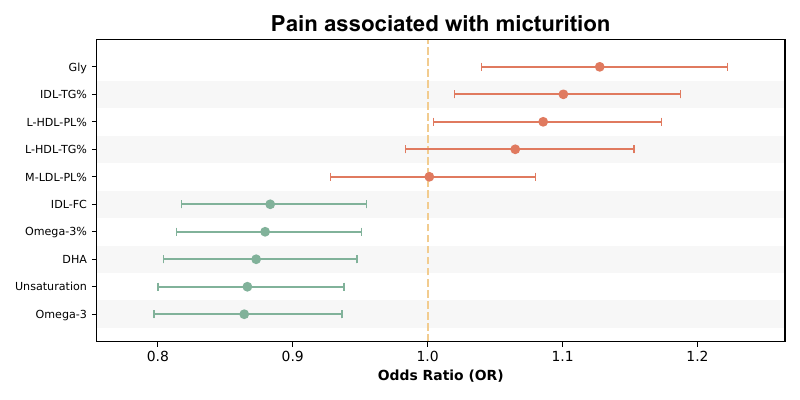 Pain associated with micturition
Gly
IDL-TG%
L-HDL-PL%
L-HDL-TG%
M-LDL-PL%
IDL-FC
Omega-3%
DHA
Unsaturation
Omega-3
0.8 0.9 1.0 1.1 1.2
Odds Ratio (OR)